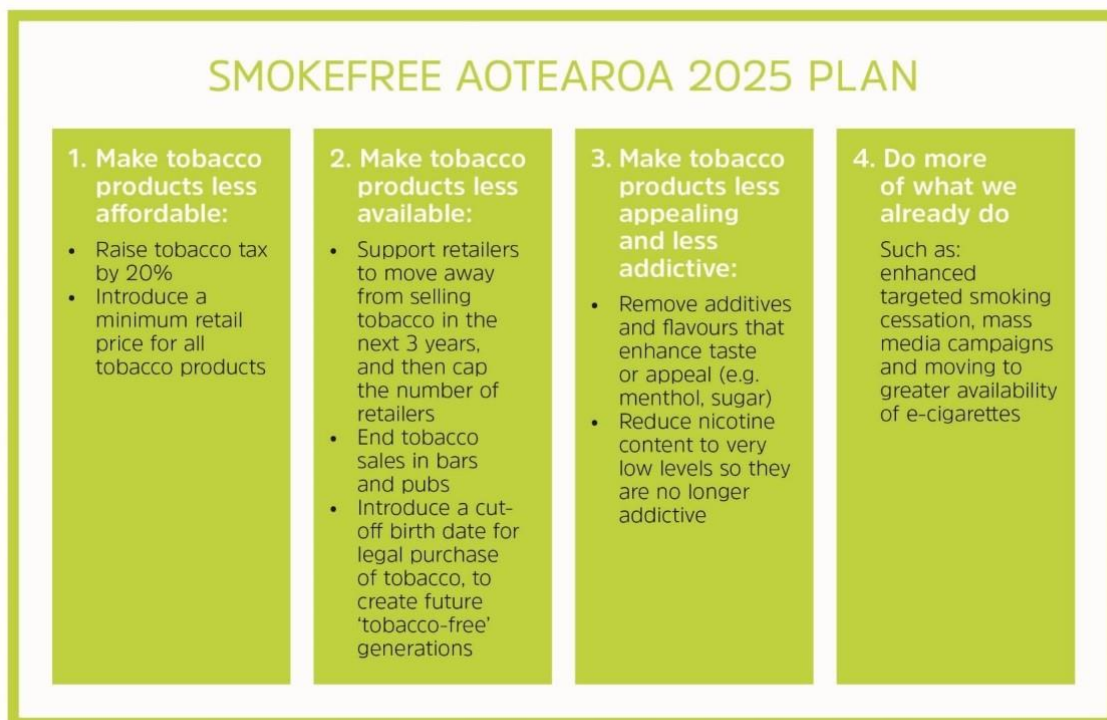 SMOKEFREE AOTEAROA 2025 PLAN
1. Make tobacco
products less
affordable:
• Raise tobacco tax
by 20%
• Introduce a
minimum retail
price for all
tobacco products
2. Make tobacco
products less
available:
• Support retailers
to move away
from selling
tobacco in the
next 3 years,
and then cap
the number of
retailers
• End tobacco
sales in bars
and pubs
• Introduce a cut-
off birth date for
legal purchase
of tobacco, to
create future
‘tobacco-free’
generations
3. Make tobacco
products less
appealing
and less
addictive:
• Remove additives
and flavours that
enhance taste
or appeal (e.g.
menthol, sugar)
• Reduce nicotine
content to very
low levels so they
are no longer
addictive
4. Do more
of what we
already do
Such as:
enhanced
targeted smoking
cessation, mass
media campaigns
and moving to
greater availability
of e-cigarettes